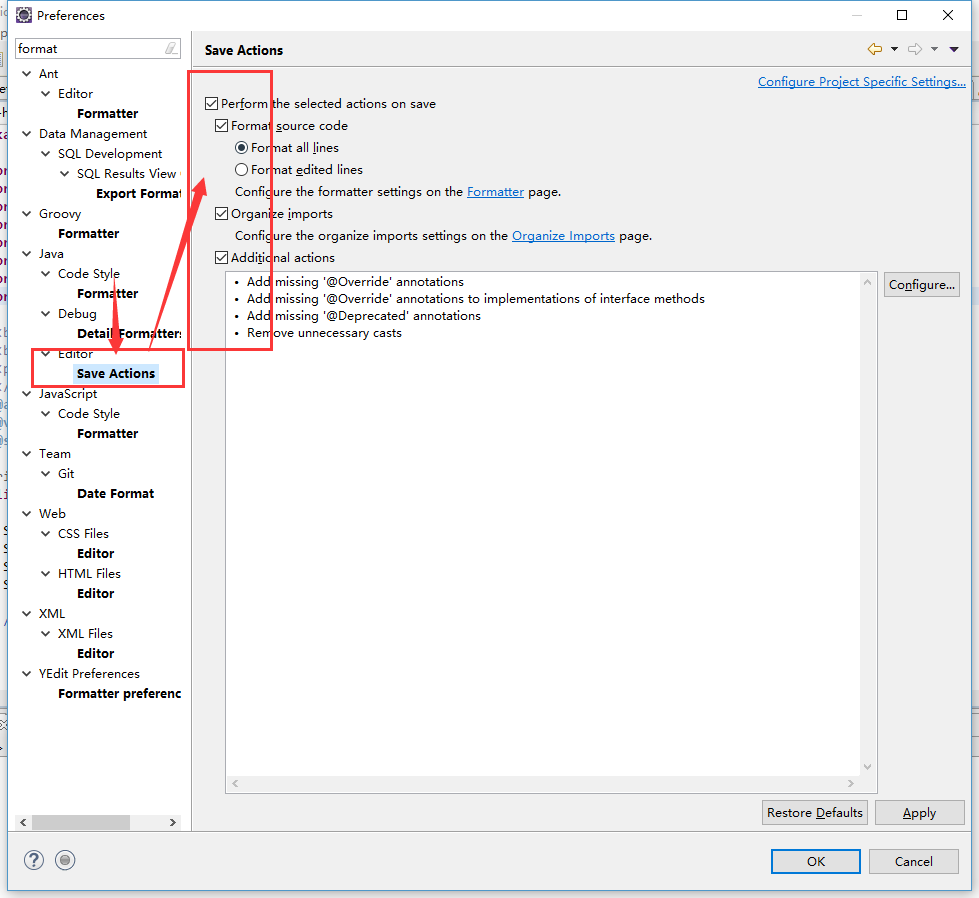 Preferences
format
Save Actions
Configure Project Specific Settings...
Ant
Editor
Formatter
Data Management
SQL Development
SQL Results View
Export Format
Groovy
Formatter
Java
Code Style
Formatter
Debug
Detail Formatters
Editor
Save Actions
JavaScript
Code Style
Formatter
Team
Git
Date Format
Web
CSS Files
Editor
HTML Files
Editor
XML
XML Files
Editor
YEdit Preferences
Formatter preferenc
Perform the selected actions on save
Format source code
Format all lines
Format edited lines
Configure the formatter settings on the Formatter page.
Organize imports
Configure the organize imports settings on the Organize Imports page.
Additional actions
• Add missing '@Override' annotations
• Add missing '@Override' annotations to implementations of interface methods
• Add missing '@Deprecated' annotations
• Remove unnecessary casts
Configure...
Restore Defaults
Apply
?
OK
Cancel